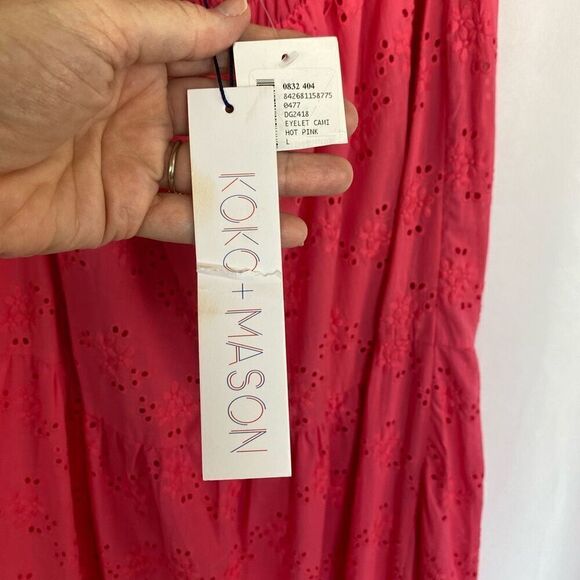 0832 404
842681158775
0477
DG2418
EYELET CAMI
HOT PINK
L
KOKO + MASON